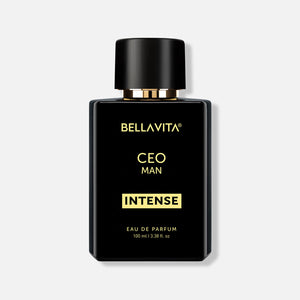 BELLAVITA®
CEO
MAN
INTENSE
EAU DE PARFUM
100 ml | 3.38 fl. oz